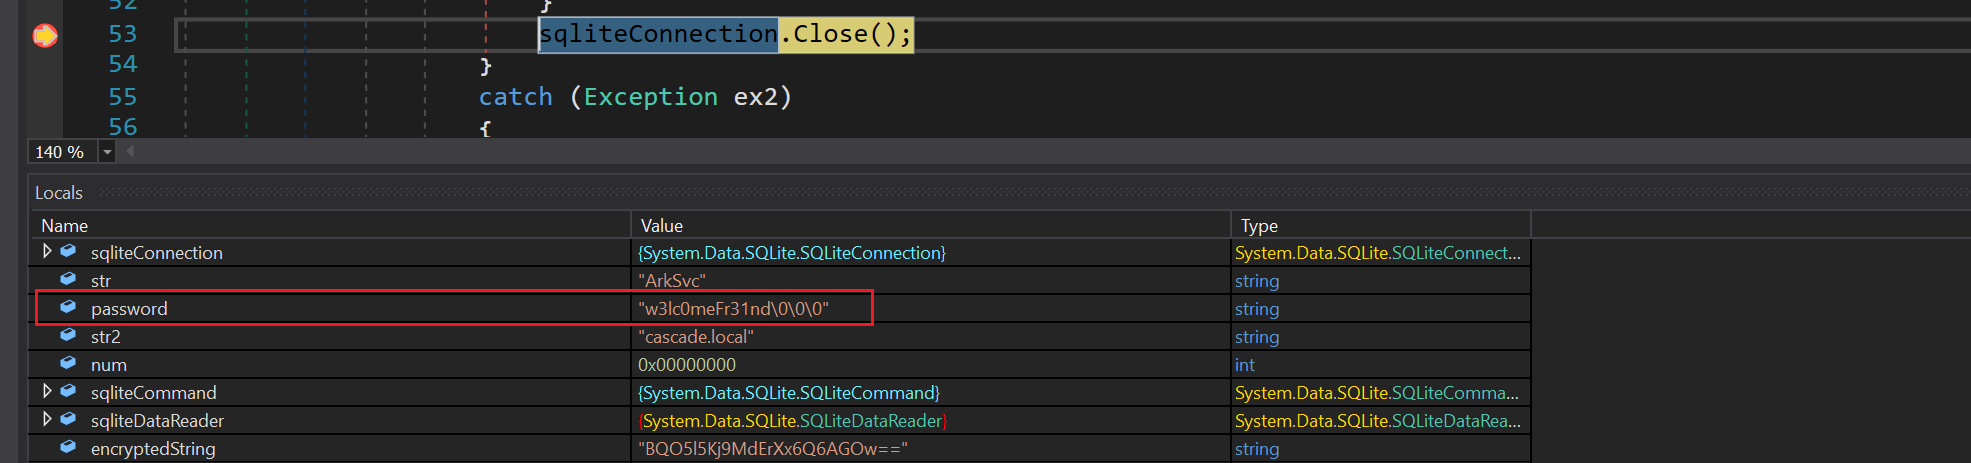 52 }
53 sqliteConnection.Close();
54 }
55 catch (Exception ex2)
56 {
140 %
Locals
Name Value Type
sqliteConnection {System.Data.SQLite.SQLiteConnection} System.Data.SQLite.SQLiteConnect...
str "ArkSvc" string
password "w3lc0meFr31nd\0\0\0" string
str2 "cascade.local" string
num 0x00000000 int
sqliteCommand {System.Data.SQLite.SQLiteCommand} System.Data.SQLite.SQLiteComma...
sqliteDataReader {System.Data.SQLite.SQLiteDataReader} System.Data.SQLite.SQLiteDataRea...
encryptedString "BQO5l5Kj9MdErXx6Q6AGOw==" string